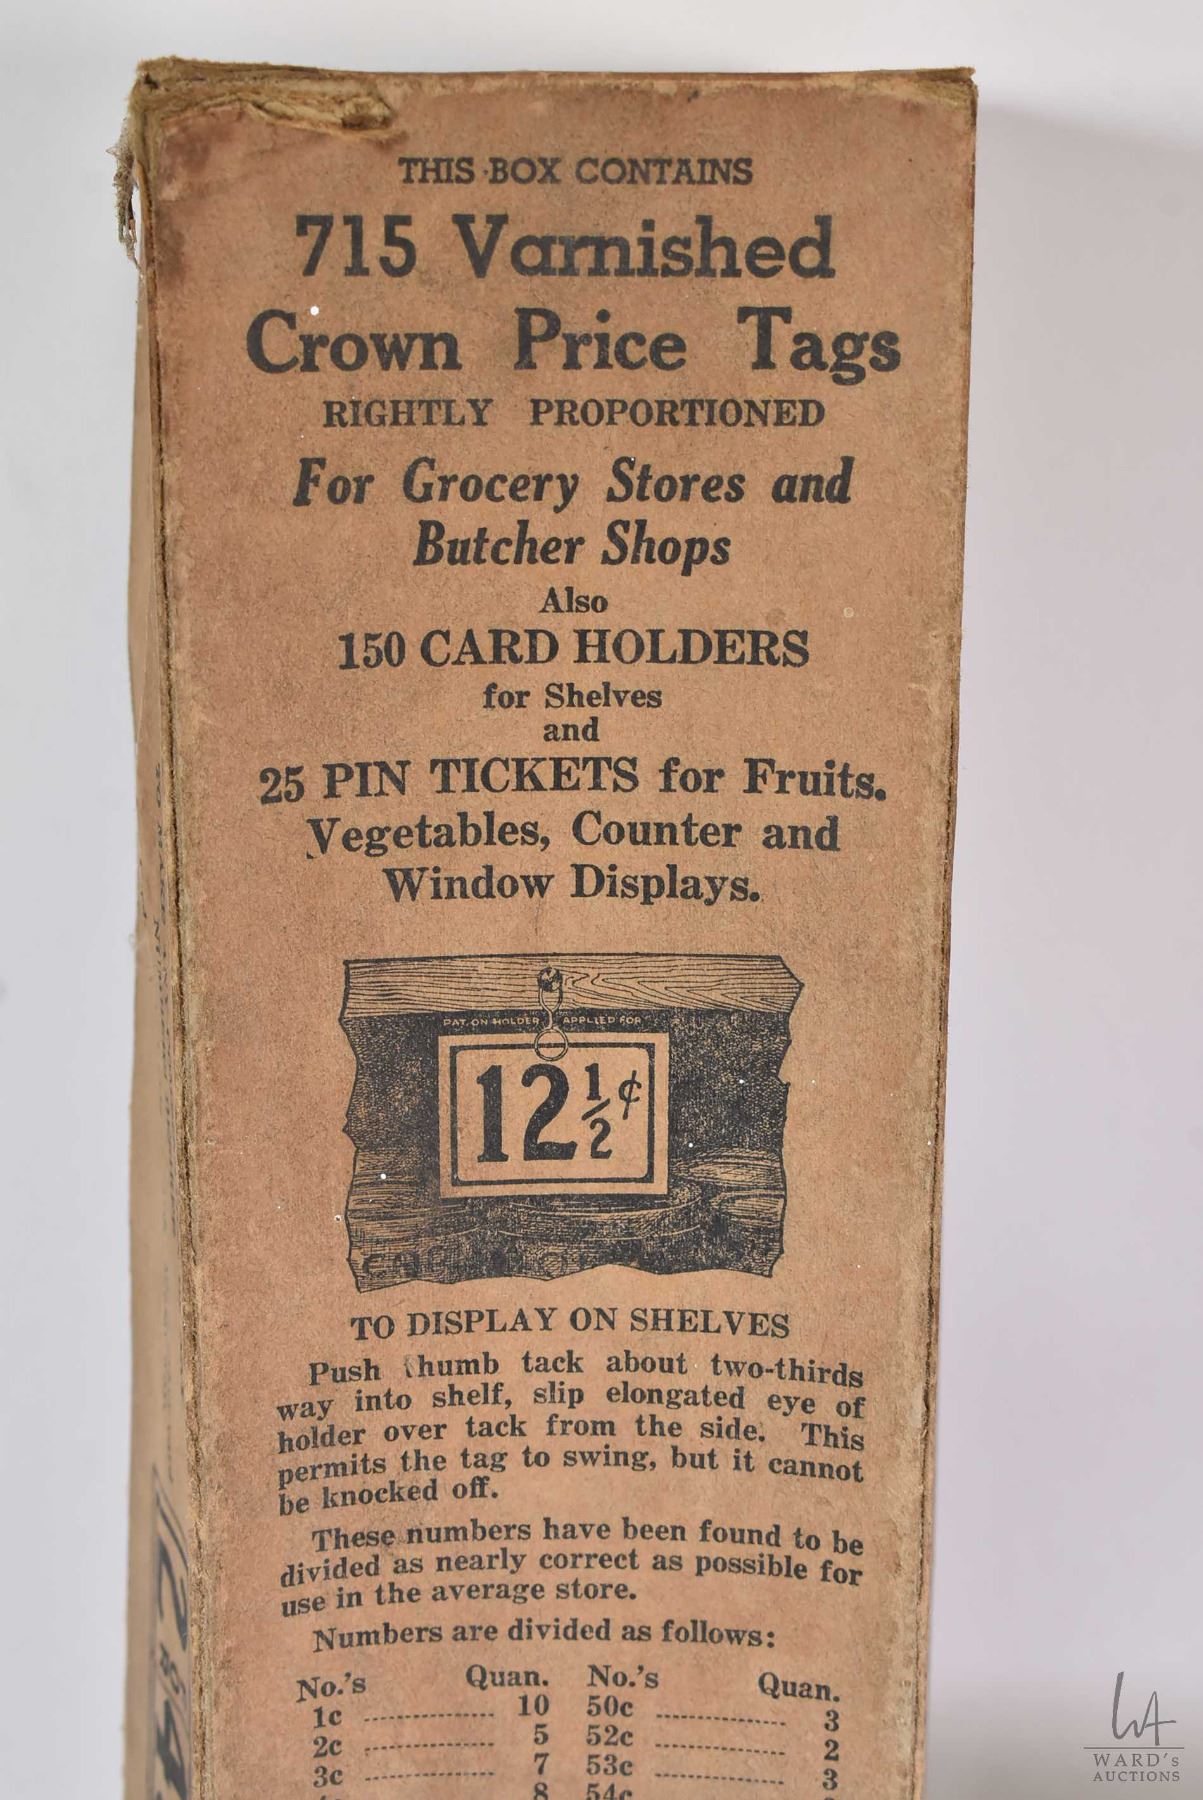 THIS BOX CONTAINS
715 Varnished
Crown Price Tags
RIGHTLY PROPORTIONED
For Grocery Stores and
Butcher Shops
Also
150 CARD HOLDERS
for Shelves
and
25 PIN TICKETS for Fruits.
Vegetables, Counter and
Window Displays.
PAT. ON HOLDER APPLIED FOR
12 1/2 ¢
TO DISPLAY ON SHELVES
Push thumb tack about two-thirds
way into shelf, slip elongated eye of
holder over tack from the side. This
permits the tag to swing, but it cannot
be knocked off.
These numbers have been found to be
divided as nearly correct as possible for
use in the average store.
Numbers are divided as follows:
No.'s Quan. No.'s Quan.
1c 10 50c 3
2c 5 52c 2
3c 7 53c 3
8 54c
WA
WARD's
AUCTIONS